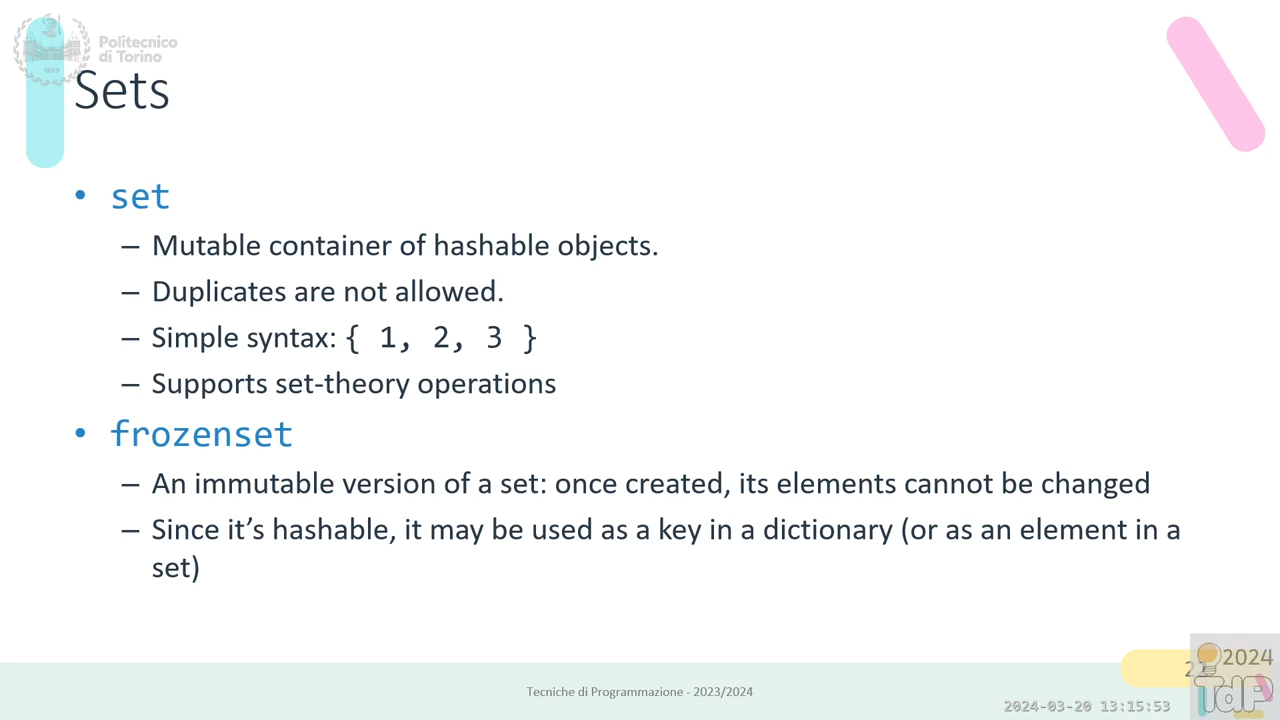 Politecnico
di Torino
1859
Sets
• set
– Mutable container of hashable objects.
– Duplicates are not allowed.
– Simple syntax: { 1, 2, 3 }
– Supports set-theory operations
• frozenset
– An immutable version of a set: once created, its elements cannot be changed
– Since it’s hashable, it may be used as a key in a dictionary (or as an element in a
set)
Tecniche di Programmazione - 2023/2024
2024
TdP
2024-03-20 13:15:53